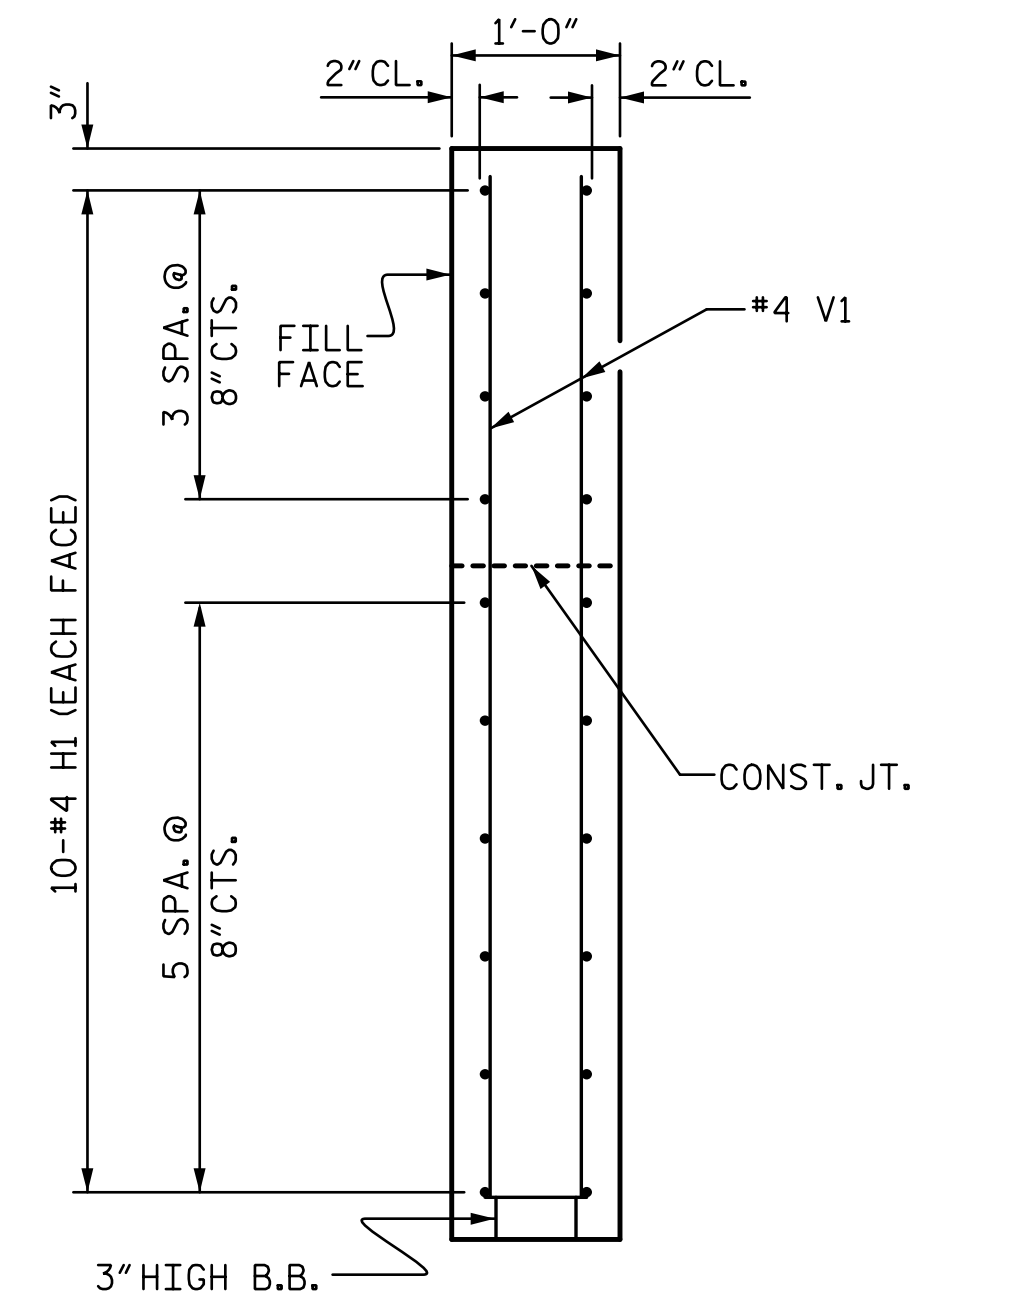 1'-0"
2" CL.
2" CL.
3"
3 SPA. @
8" CTS.
FILL
FACE
#4 V1
10-#4 H1 (EACH FACE)
CONST. JT.
5 SPA. @
8" CTS.
3" HIGH B.B.